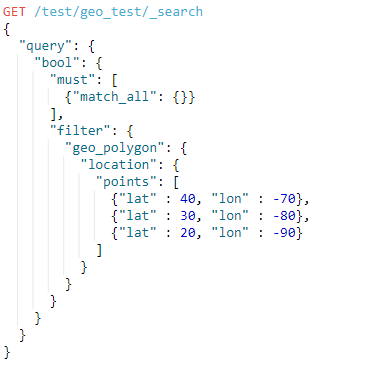 GET /test/geo_test/_search
{
  "query": {
    "bool": {
      "must": [
        {"match_all": {}}
      ],
      "filter": {
        "geo_polygon": {
          "location": {
            "points": [
              {"lat" : 40, "lon" : -70},
              {"lat" : 30, "lon" : -80},
              {"lat" : 20, "lon" : -90}
            ]
          }
        }
      }
    }
  }
}